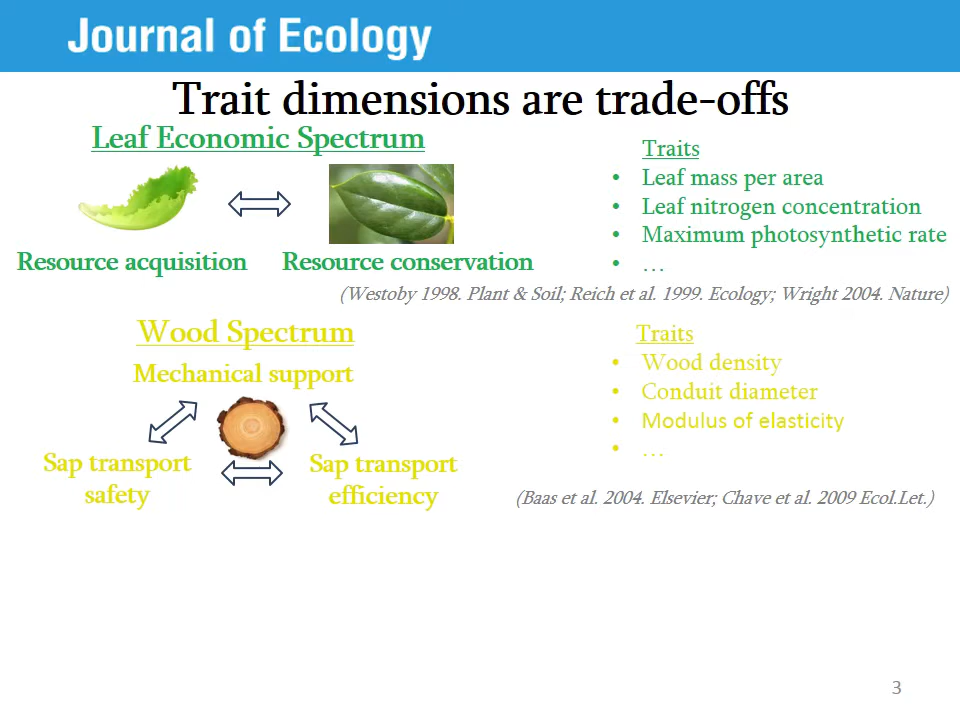 Journal of Ecology
Trait dimensions are trade-offs
Leaf Economic Spectrum
Resource acquisition
Resource conservation
Traits
• Leaf mass per area
• Leaf nitrogen concentration
• Maximum photosynthetic rate
• …
(Westoby 1998. Plant & Soil; Reich et al. 1999. Ecology; Wright 2004. Nature)
Wood Spectrum
Mechanical support
Sap transport
safety
Sap transport
efficiency
Traits
• Wood density
• Conduit diameter
• Modulus of elasticity
• …
(Baas et al. 2004. Elsevier; Chave et al. 2009 Ecol.Let.)
3